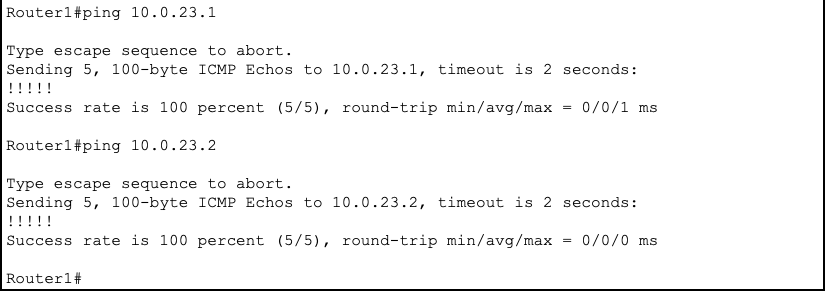 Router1#ping 10.0.23.1
Type escape sequence to abort.
Sending 5, 100-byte ICMP Echos to 10.0.23.1, timeout is 2 seconds:
!!!!!
Success rate is 100 percent (5/5), round-trip min/avg/max = 0/0/1 ms
Router1#ping 10.0.23.2
Type escape sequence to abort.
Sending 5, 100-byte ICMP Echos to 10.0.23.2, timeout is 2 seconds:
!!!!!
Success rate is 100 percent (5/5), round-trip min/avg/max = 0/0/0 ms
Router1#